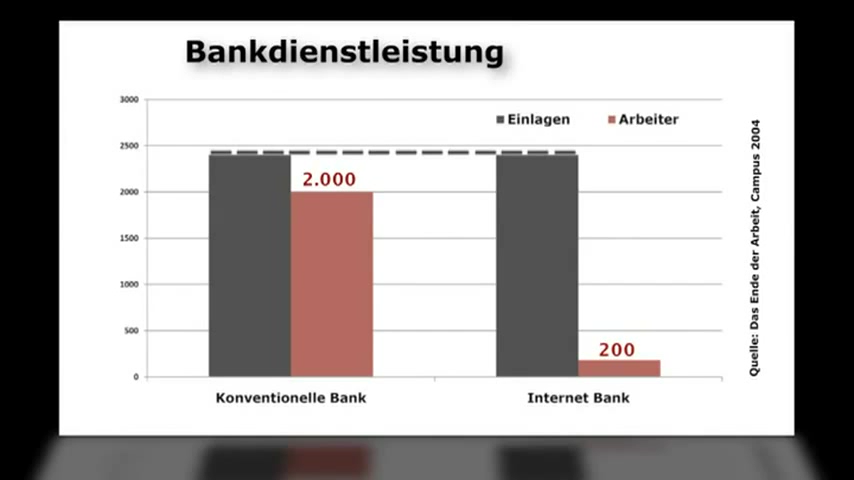 Bankdienstleistung
3000
2500
2000
1500
1000
500
0
Einlagen
Arbeiter
2.000
200
Konventionelle Bank
Internet Bank
Quelle: Das Ende der Arbeit, Campus 2004